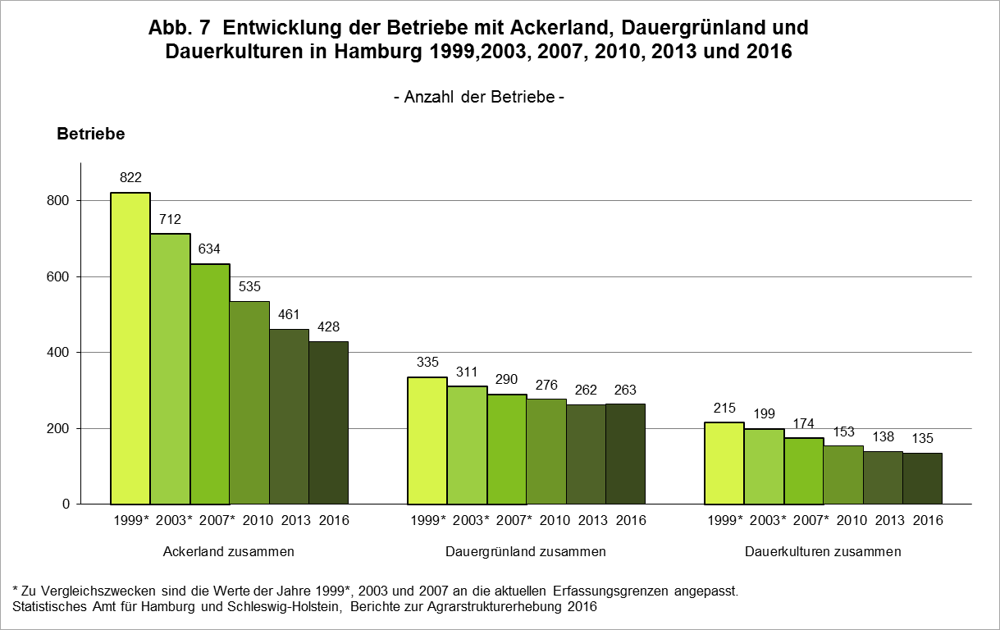 Abb. 7 Entwicklung der Betriebe mit Ackerland, Dauergrünland und
Dauerkulturen in Hamburg 1999,2003, 2007, 2010, 2013 und 2016
- Anzahl der Betriebe -
Betriebe
800
600
400
200
0
822
712
634
535
461
428
335
311
290
276
262
263
215
199
174
153
138
135
1999* 2003* 2007* 2010 2013 2016
1999* 2003* 2007* 2010 2013 2016
1999* 2003* 2007* 2010 2013 2016
Ackerland zusammen
Dauergrünland zusammen
Dauerkulturen zusammen
* Zu Vergleichszwecken sind die Werte der Jahre 1999*, 2003 und 2007 an die aktuellen Erfassungsgrenzen angepasst.
Statistisches Amt für Hamburg und Schleswig-Holstein, Berichte zur Agrarstrukturerhebung 2016